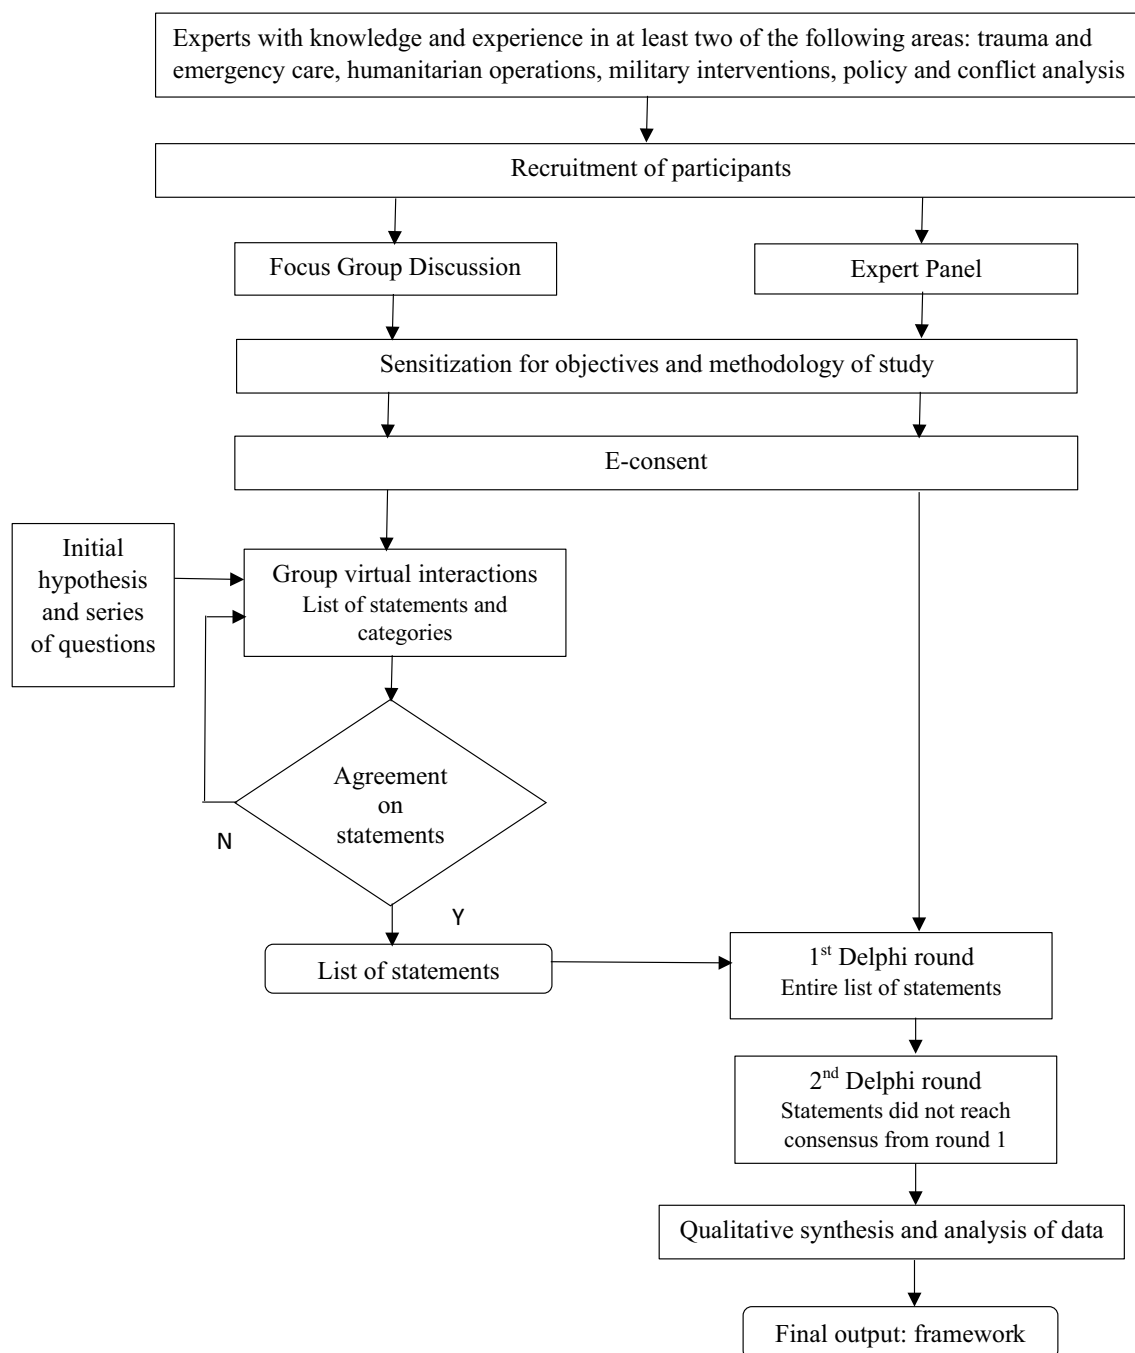 Experts with knowledge and experience in at least two of the following areas: trauma and
emergency care, humanitarian operations, military interventions, policy and conflict analysis
Recruitment of participants
Focus Group Discussion
Expert Panel
Sensitization for objectives and methodology of study
E-consent
Initial
hypothesis
and series
of questions
Group virtual interactions
List of statements and
categories
Agreement
on
statements
N
Y
List of statements
1st Delphi round
Entire list of statements
2nd Delphi round
Statements did not reach
consensus from round 1
Qualitative synthesis and analysis of data
Final output: framework